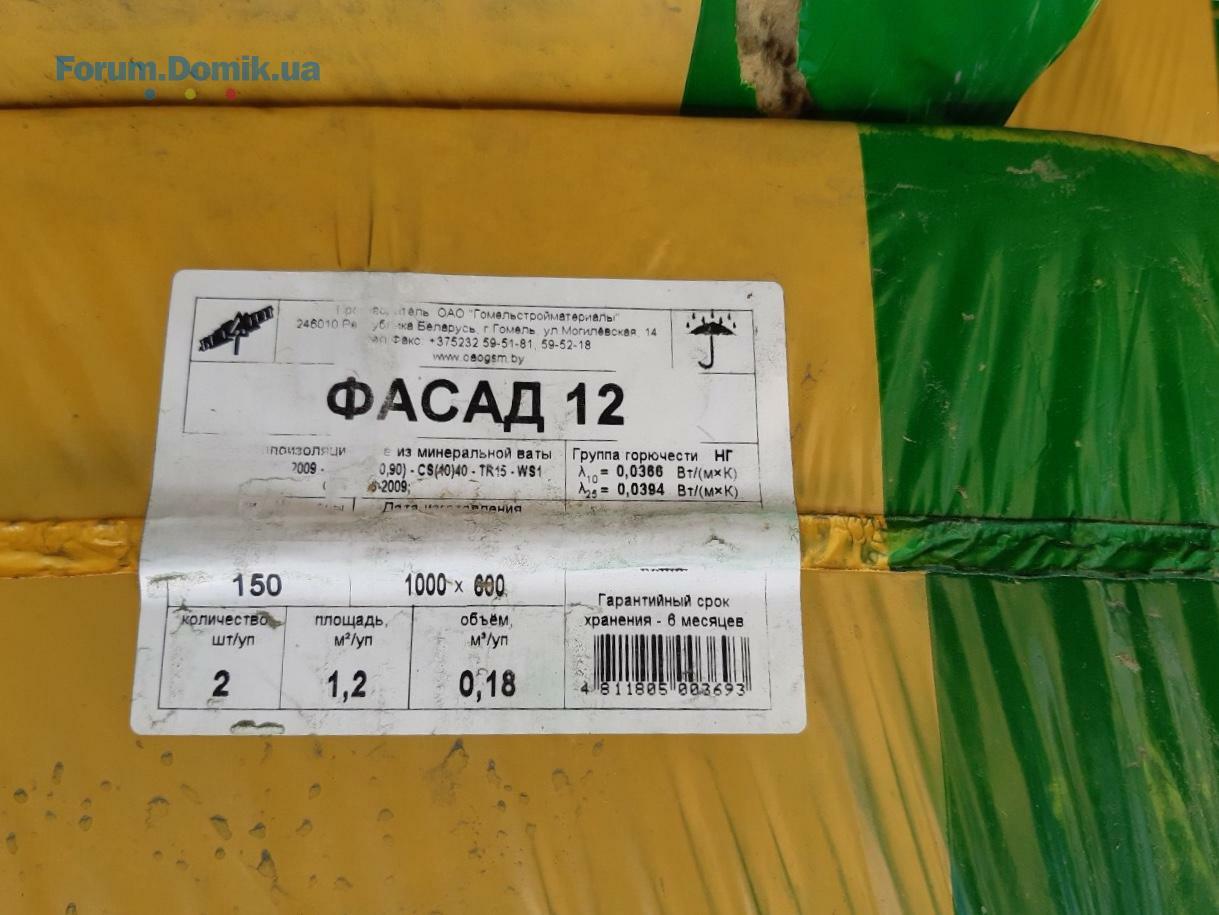 Forum.Domik.ua
ОАО "Гомельстройматериалы"
246010 Беларусь, г. Гомель, ул Могилёвская, 14
Факс: +375232 59-51-81, 59-52-18
www.oaogsm.by
ФАСАД 12
из минеральной ваты
0,90) - CS(10)40 - TR15 - WS1
-2009;
Группа горючести НГ
λ10 = 0,0366 Вт/(м×К)
λ25 = 0,0394 Вт/(м×К)
Дата изготовления
150 1000 × 600
количество, шт/уп
площадь, м²/уп
объём, м³/уп
2 1,2 0,18
Гарантийный срок
хранения - 6 месяцев
4 811805 003693